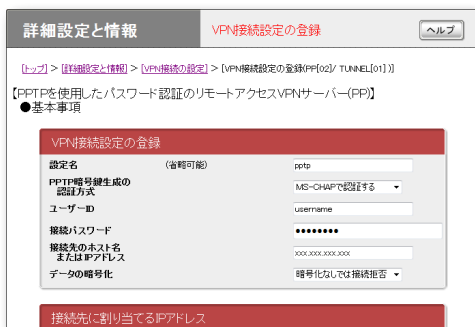 詳細設定と情報 VPN接続設定の登録 ヘルプ
[トップ] > [詳細設定と情報] > [VPN接続の設定] > [VPN接続設定の登録(PP[02]/ TUNNEL[01] )]
【PPTPを使用したパスワード認証のリモートアクセスVPNサーバー(PP)】
●基本事項
VPN接続設定の登録
設定名 (省略可能) pptp
PPTP暗号鍵生成の
認証方式 MS-CHAPで認証する
ユーザーID username
接続パスワード ●●●●●●●●
接続先のホスト名
またはIPアドレス xxx.xxx.xxx.xxx
データの暗号化 暗号化なしでは接続拒否
接続先に割り当てるIPアドレス